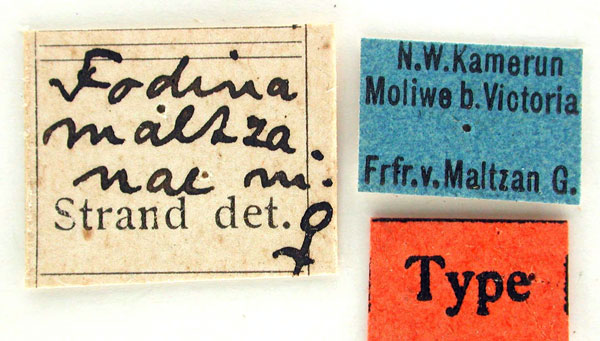 Fodina
maltza
nae m.
Strand det. ♀
N.W.Kamerun
Moliwe b.Victoria
Frfr.v.Maltzan G.
Type